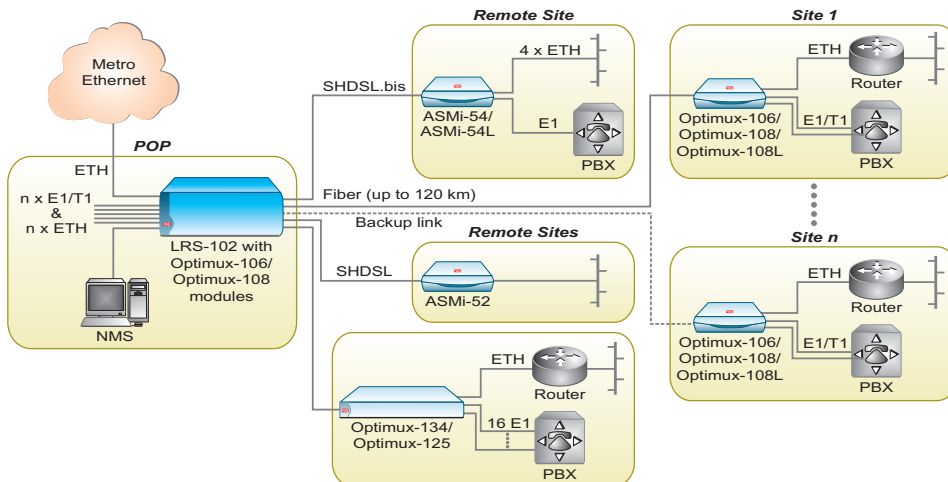 Metro
Ethernet
POP
ETH
n x E1/T1
&
n x ETH
LRS-102 with
Optimux-106/
Optimux-108
modules
NMS
Remote Site
4 x ETH
SHDSL.bis
ASMi-54/
ASMi-54L
E1
PBX
Fiber (up to 120 km)
Backup link
Remote Sites
SHDSL
ASMi-52
ETH
Router
Optimux-134/
Optimux-125
16 E1
PBX
Site 1
ETH
Router
Optimux-106/
Optimux-108/
Optimux-108L
E1/T1
PBX
Site n
ETH
Router
Optimux-106/
Optimux-108/
Optimux-108L
E1/T1
PBX